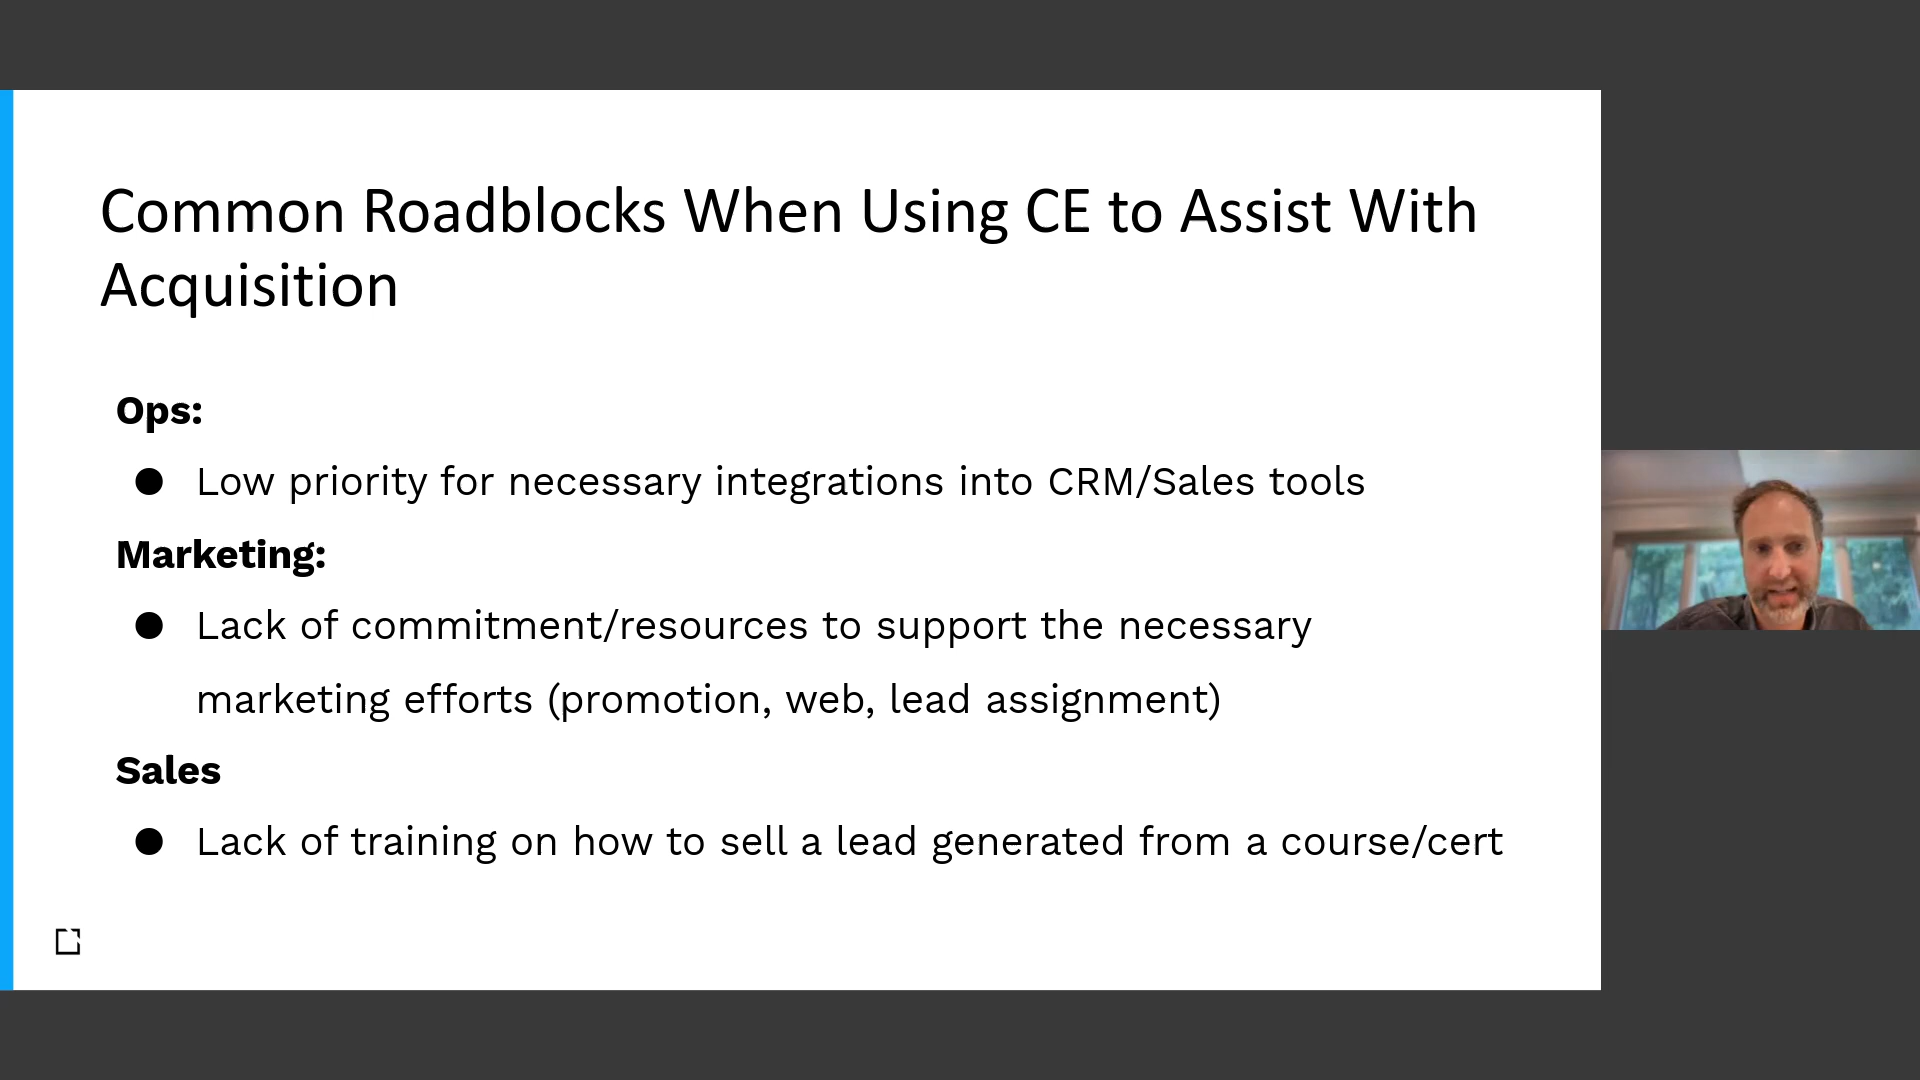 Common Roadblocks When Using CE to Assist With
Acquisition
Ops:
● Low priority for necessary integrations into CRM/Sales tools
Marketing:
● Lack of commitment/resources to support the necessary
marketing efforts (promotion, web, lead assignment)
Sales
● Lack of training on how to sell a lead generated from a course/cert